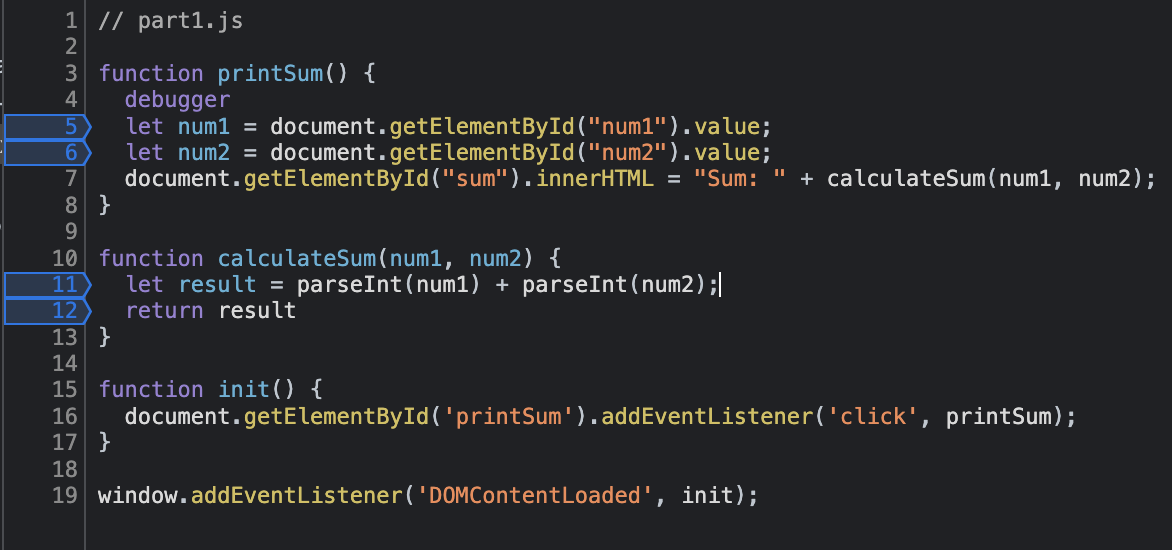 1 // part1.js
2
3 function printSum() {
4   debugger
5   let num1 = document.getElementById("num1").value;
6   let num2 = document.getElementById("num2").value;
7   document.getElementById("sum").innerHTML = "Sum: " + calculateSum(num1, num2);
8 }
9
10 function calculateSum(num1, num2) {
11   let result = parseInt(num1) + parseInt(num2);
12   return result
13 }
14
15 function init() {
16   document.getElementById('printSum').addEventListener('click', printSum);
17 }
18
19 window.addEventListener('DOMContentLoaded', init);